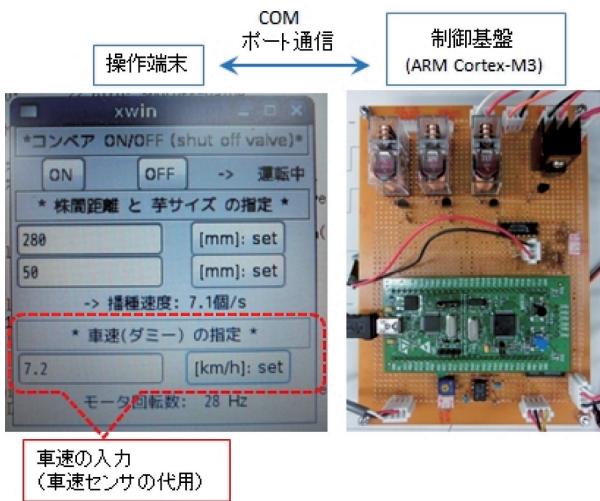 COM
ポート通信
操作端末
制御基盤
(ARM Cortex-M3)
xwin
*コンベア ON/OFF (shut off valve)*
ON
OFF
-> 運転中
* 株間距離 と 芋サイズ の指定 *
280
[mm]: set
50
[mm]: set
-> 播種速度: 7.1個/s
* 車速(ダミー) の指定 *
7.2
[km/h]: set
モータ回転数: 28 Hz
車速の入力
(車速センサの代用)